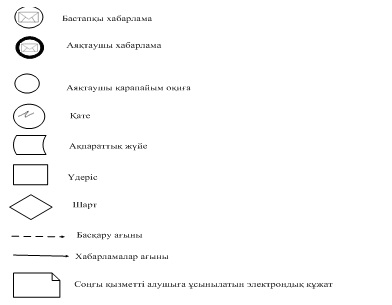 Бастапқы хабарлама
Аяқтаушы хабарлама
Аяқтаушы қарапайым оқиға
Қате
Ақпараттық жүйе
Үдеріс
Шарт
Басқару ағыны
Хабарламалар ағыны
Соңғы қызметті алушыға ұсынылатын электрондық құжат